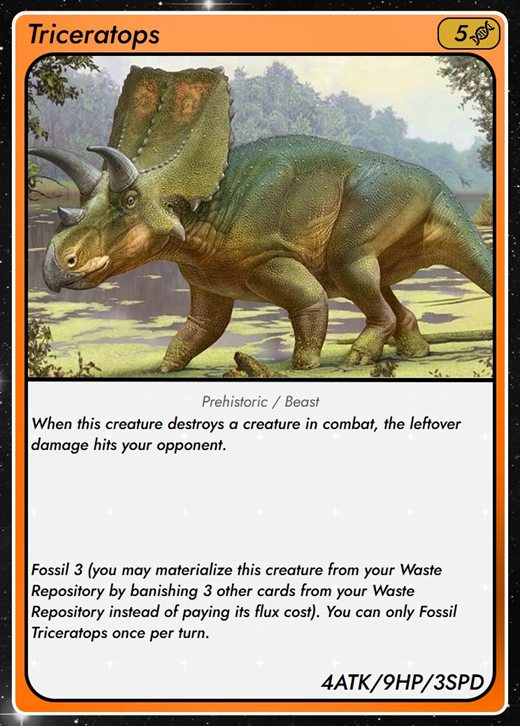 Triceratops
5
Prehistoric / Beast
When this creature destroys a creature in combat, the leftover
damage hits your opponent.
Fossil 3 (you may materialize this creature from your Waste
Repository by banishing 3 other cards from your Waste
Repository instead of paying its flux cost). You can only Fossil
Triceratops once per turn.
4ATK/9HP/3SPD